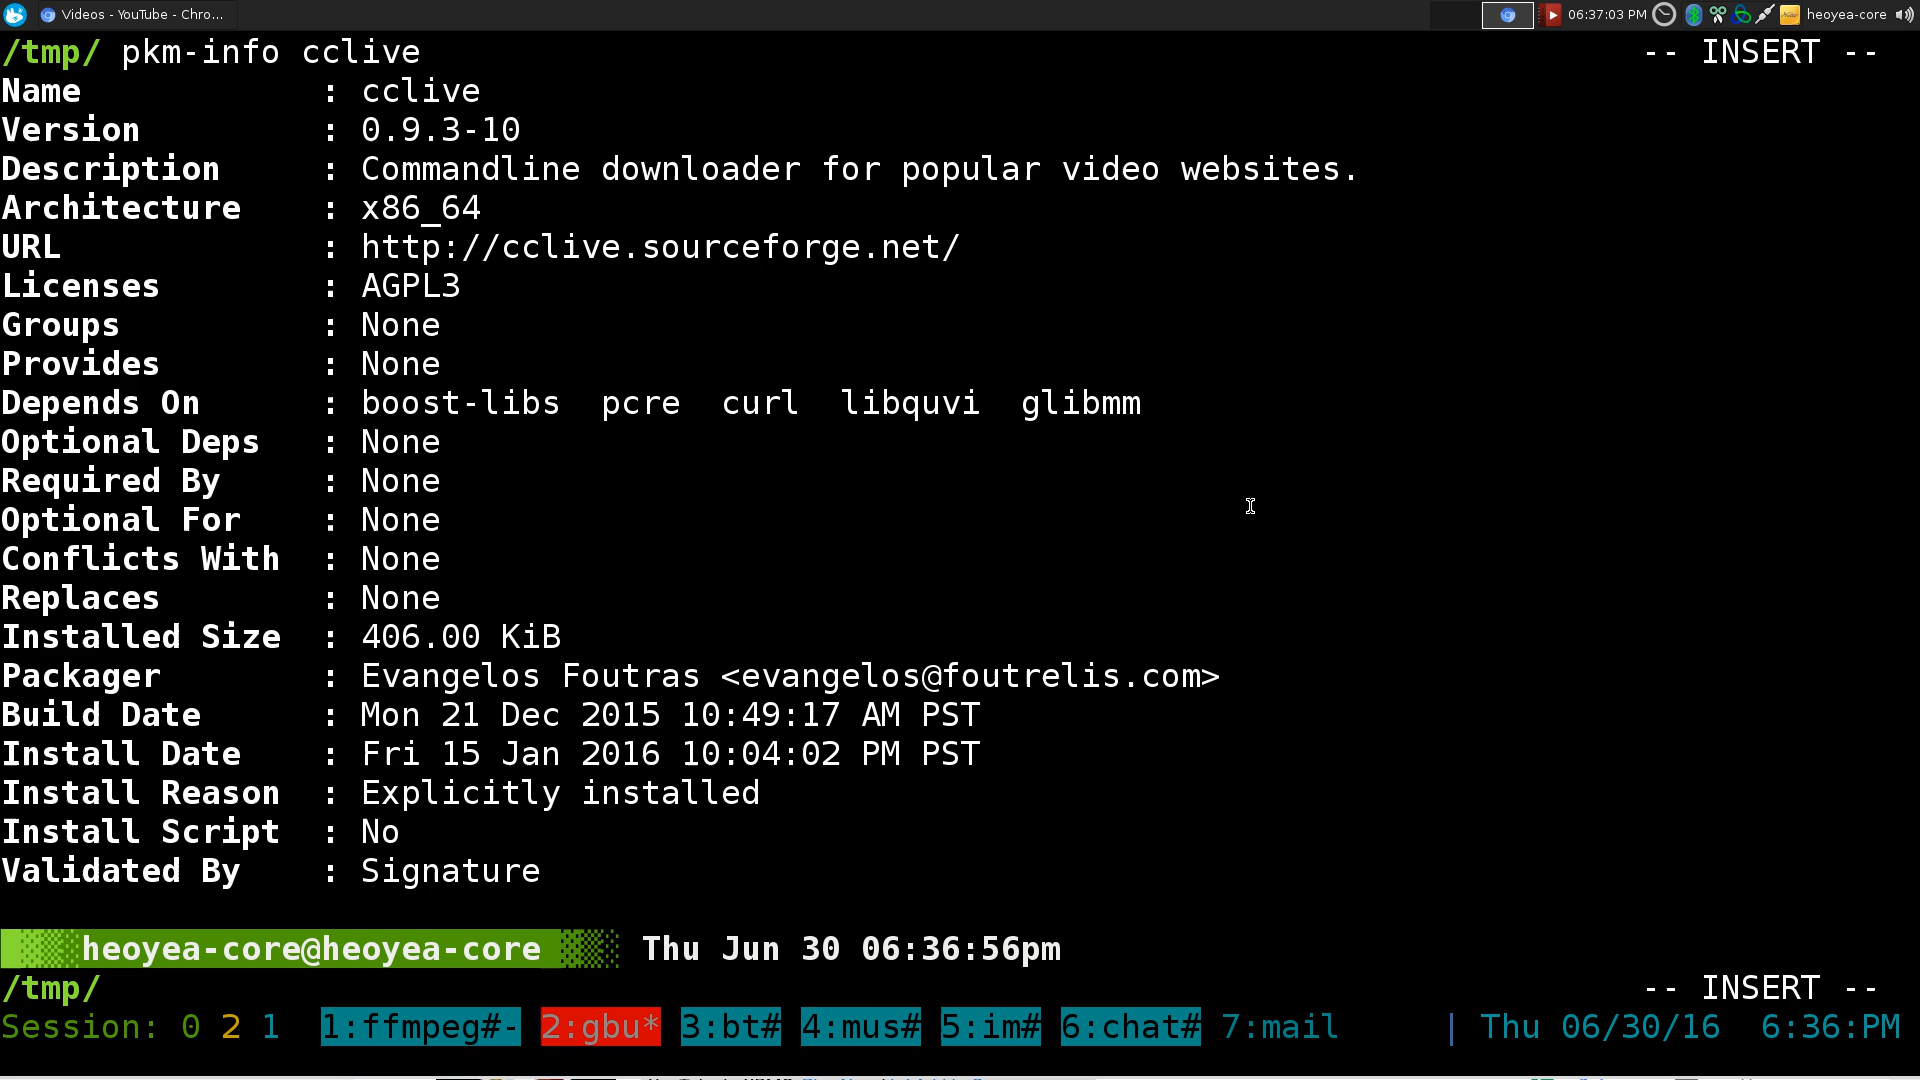 Videos - YouTube - Chro... 06:37:03 PM heoyea-core
/tmp/ pkm-info cclive -- INSERT --
Name : cclive
Version : 0.9.3-10
Description : Commandline downloader for popular video websites.
Architecture : x86_64
URL : http://cclive.sourceforge.net/
Licenses : AGPL3
Groups : None
Provides : None
Depends On : boost-libs pcre curl libquvi glibmm
Optional Deps : None
Required By : None
Optional For : None
Conflicts With : None
Replaces : None
Installed Size : 406.00 KiB
Packager : Evangelos Foutras <evangelos@foutrelis.com>
Build Date : Mon 21 Dec 2015 10:49:17 AM PST
Install Date : Fri 15 Jan 2016 10:04:02 PM PST
Install Reason : Explicitly installed
Install Script : No
Validated By : Signature
heoyea-core@heoyea-core Thu Jun 30 06:36:56pm
/tmp/ -- INSERT --
Session: 0 2 1 1:ffmpeg#- 2:gbu* 3:bt# 4:mus# 5:im# 6:chat# 7:mail | Thu 06/30/16 6:36:PM